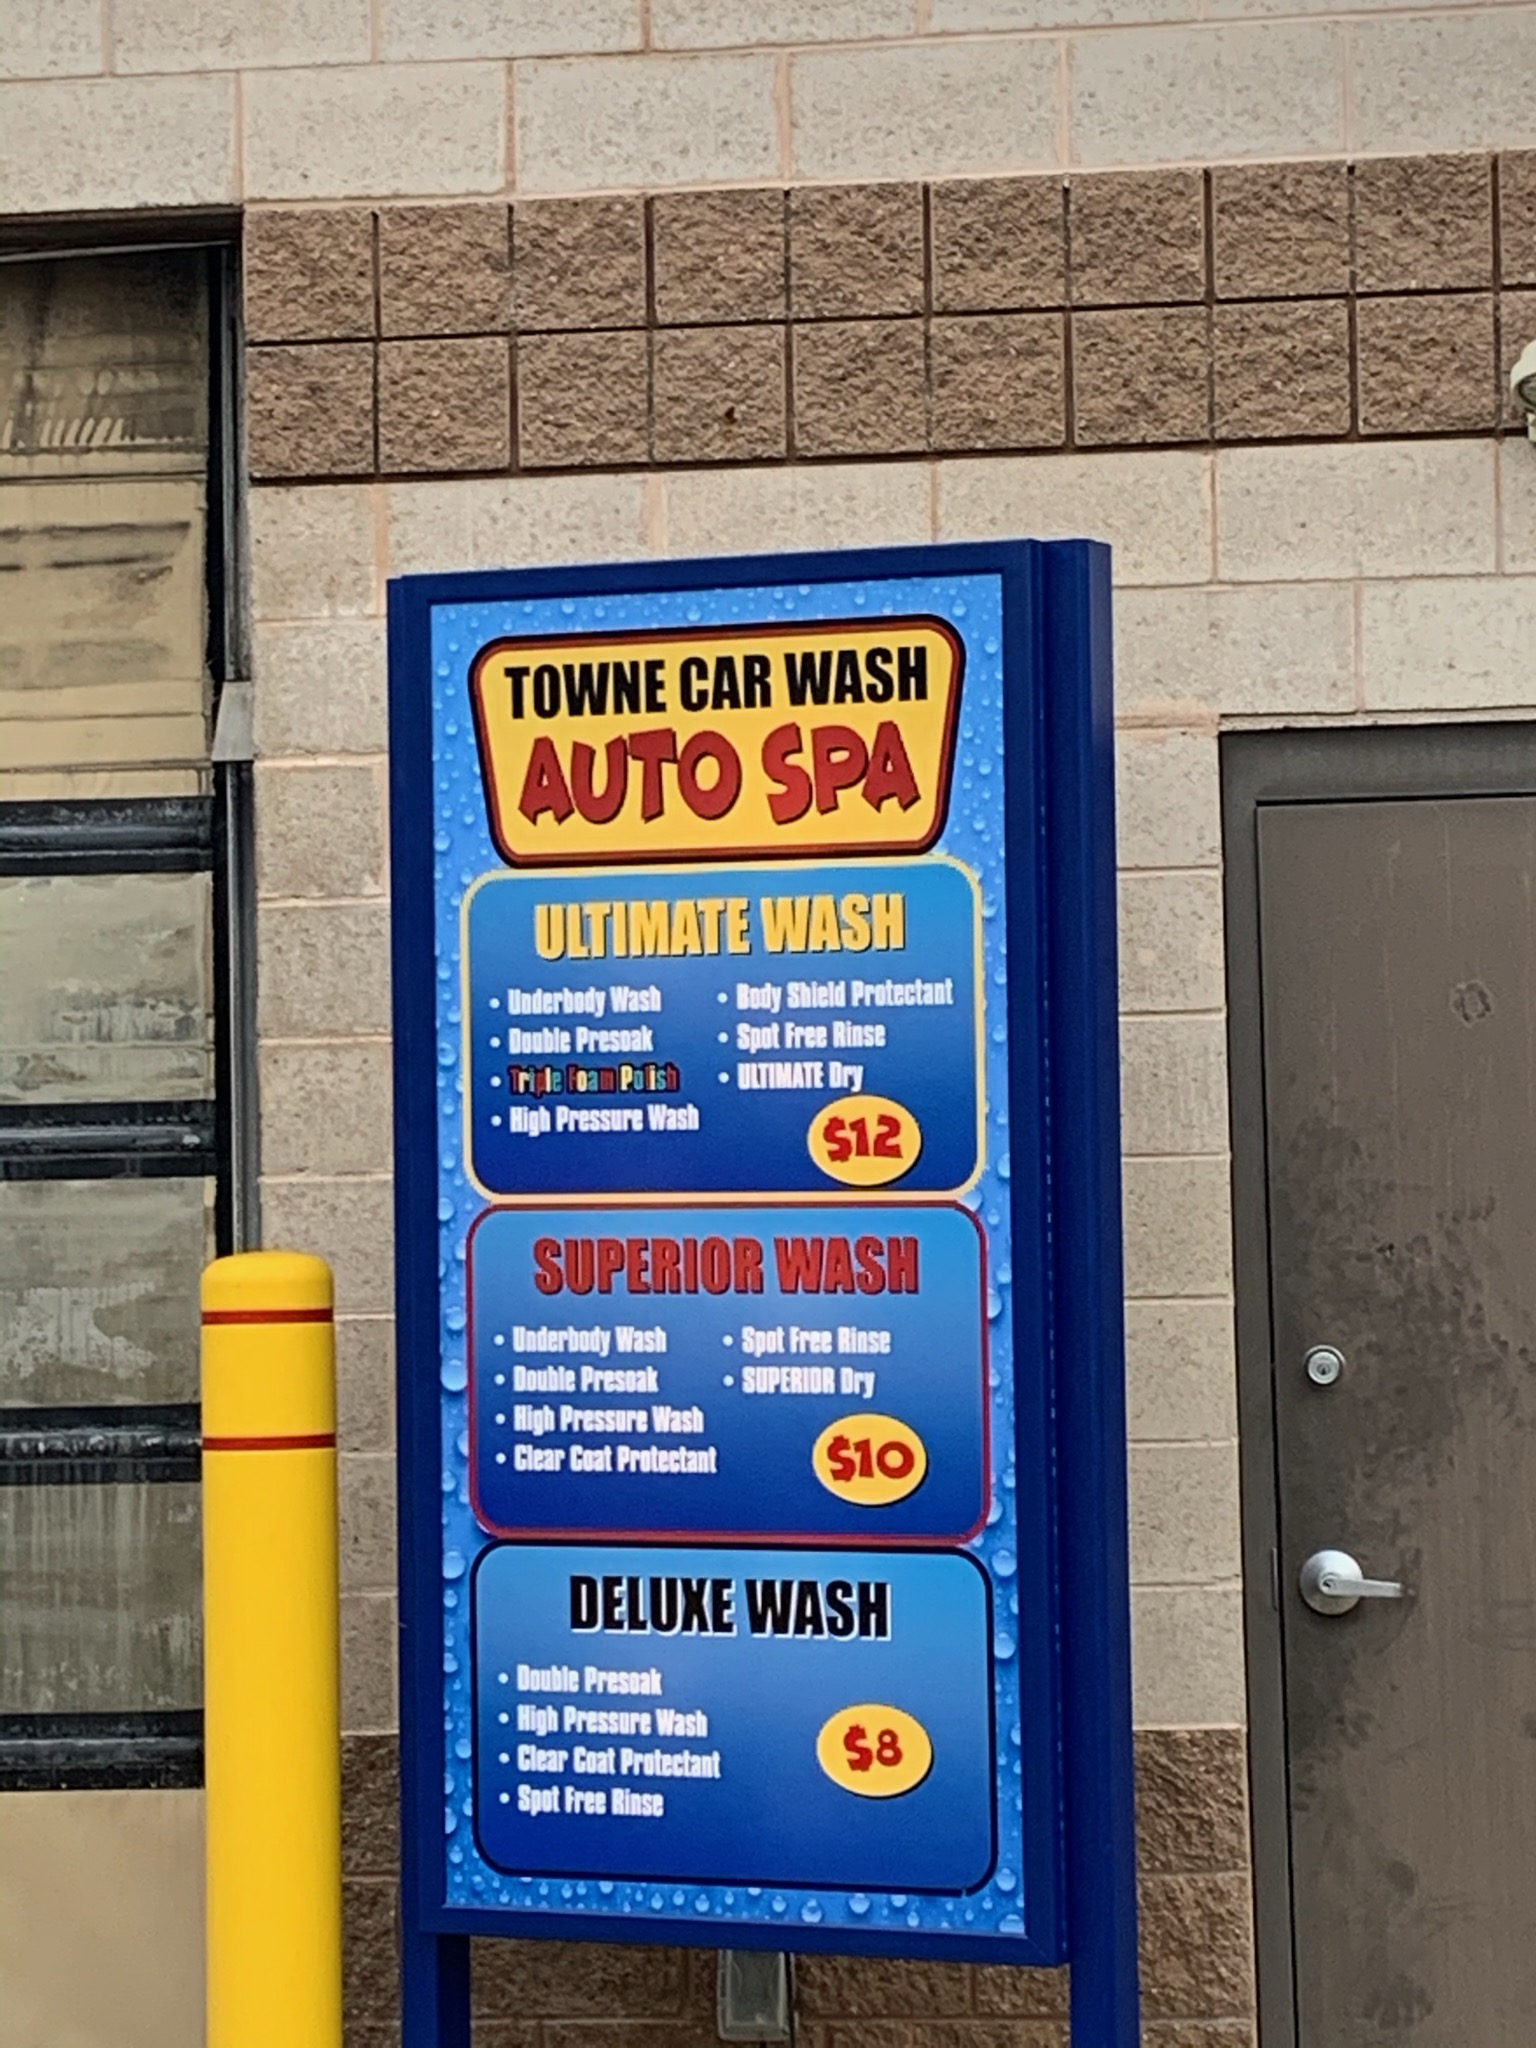 TOWNE CAR WASH
AUTO SPA
ULTIMATE WASH
• Underbody Wash
• Double Presoak
• Triple Foam Polish
• High Pressure Wash
• Body Shield Protectant
• Spot Free Rinse
• ULTIMATE Dry
$12
SUPERIOR WASH
• Underbody Wash
• Double Presoak
• High Pressure Wash
• Clear Coat Protectant
• Spot Free Rinse
• SUPERIOR Dry
$10
DELUXE WASH
• Double Presoak
• High Pressure Wash
• Clear Coat Protectant
• Spot Free Rinse
$8